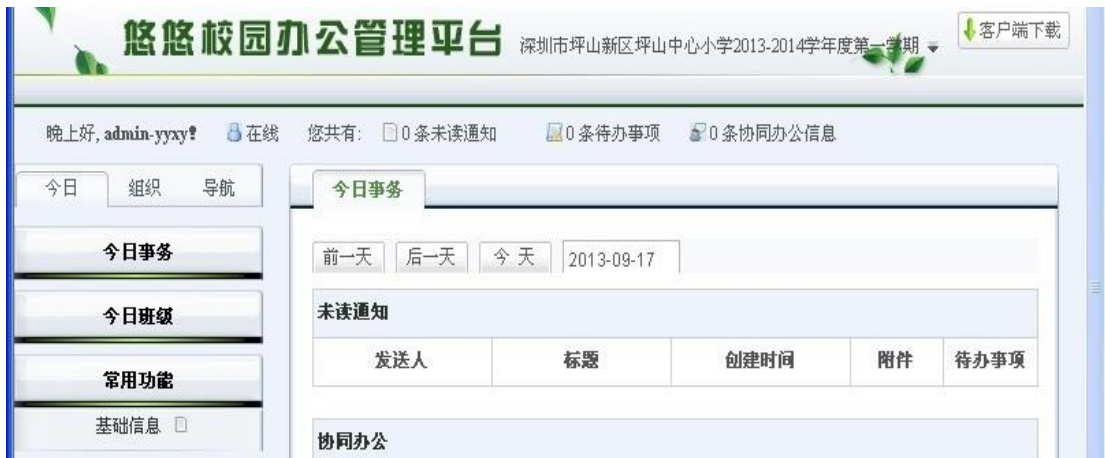 悠悠校园办公管理平台 深圳市坪山新区坪山中心小学2013-2014学年度第一学期 客户端下载
晚上好, admin-yyxy! 在线 您共有: 0 条未读通知 0 条待办事项 0 条协同办公信息
今日 组织 导航
今日事务
今日班级
常用功能
基础信息
今日事务
前一天 后一天 今 天 2013-09-17
未读通知
发送人 标题 创建时间 附件 待办事项
协同办公